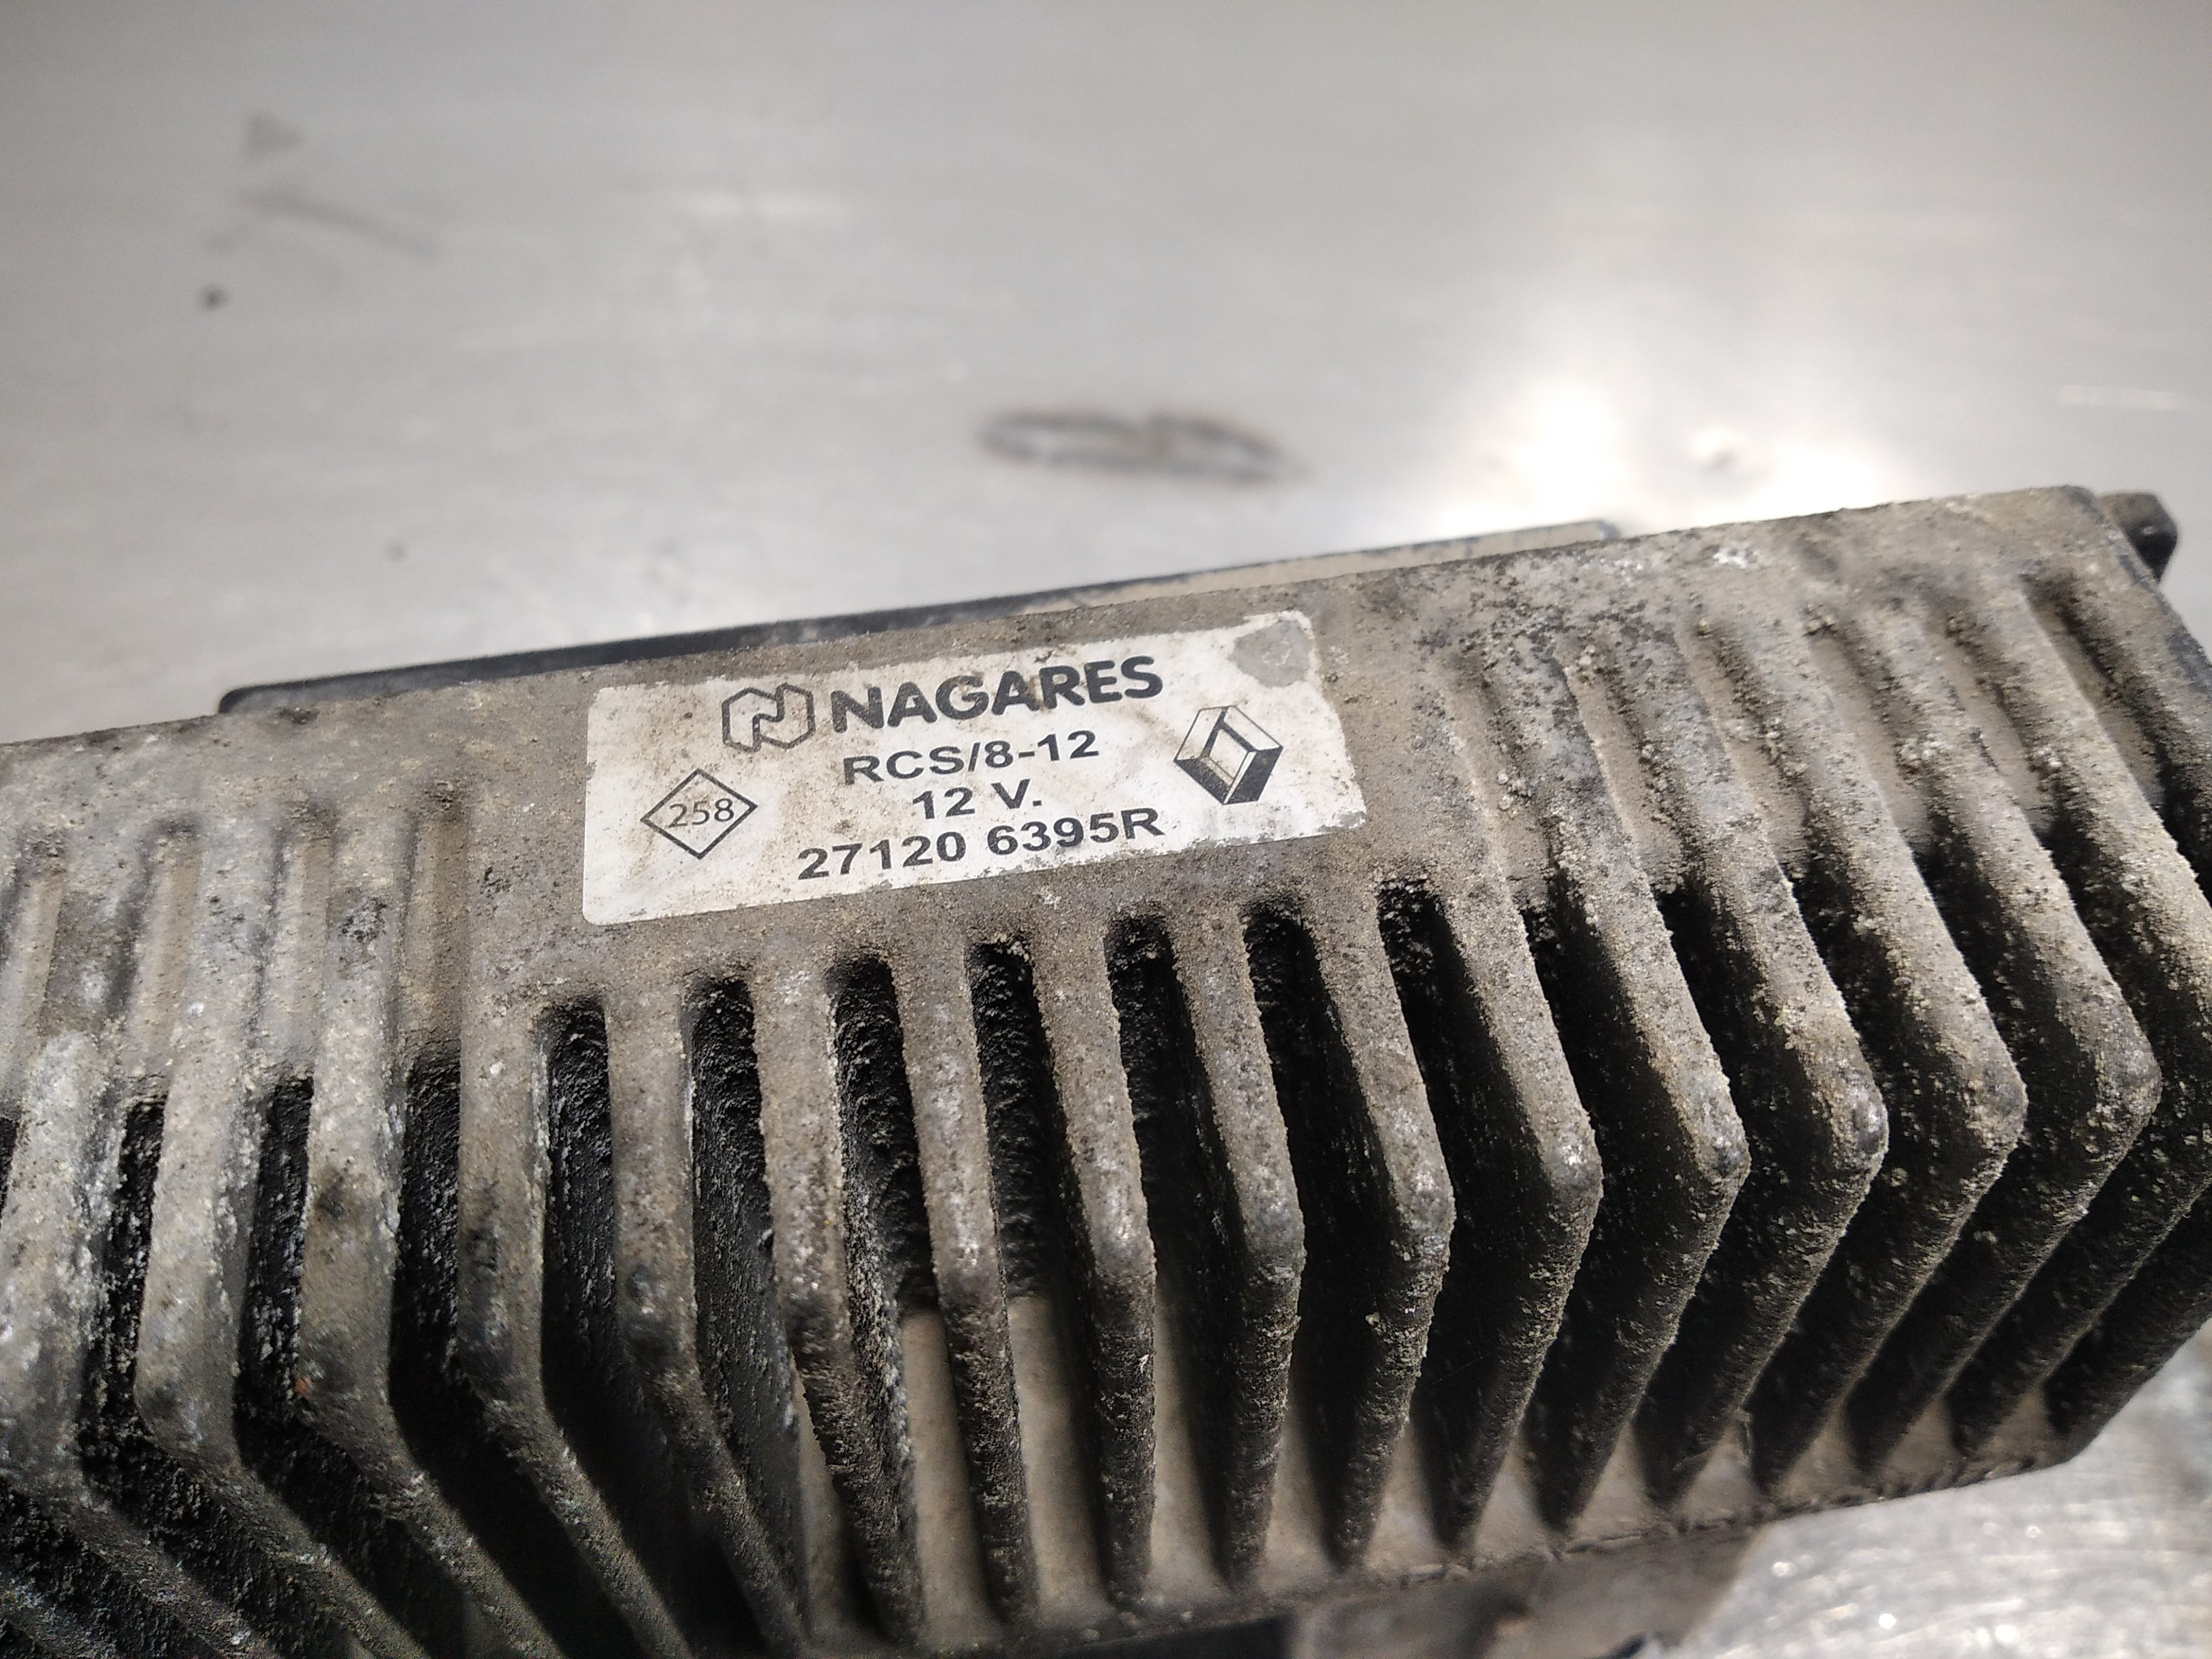 NAGARES
RCS/8-12
258
12 V.
27120 6395R